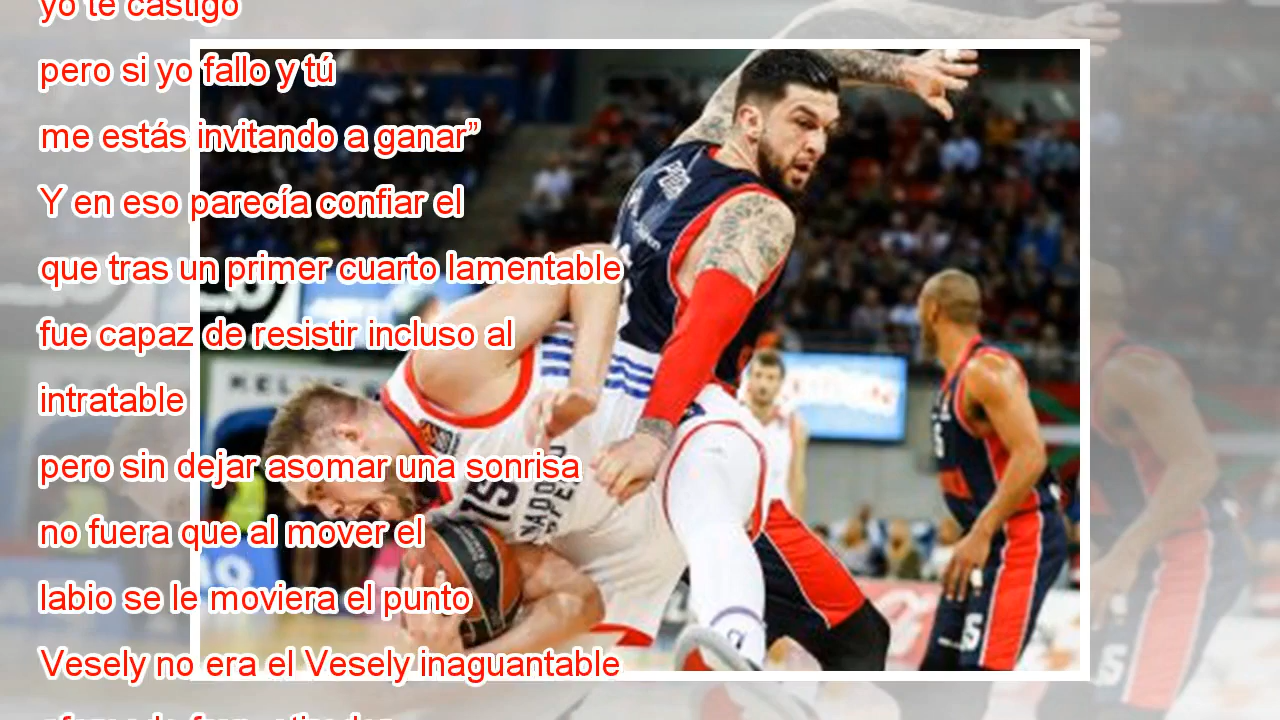 yo te castigo
pero si yo fallo y tú
me estás invitando a ganar”
Y en eso parecía confiar el
que tras un primer cuarto lamentable
fue capaz de resistir incluso al
intratable
pero sin dejar asomar una sonrisa
no fuera que al mover el
labio se le moviera el punto
Vesely no era el Vesely inaguantable
15